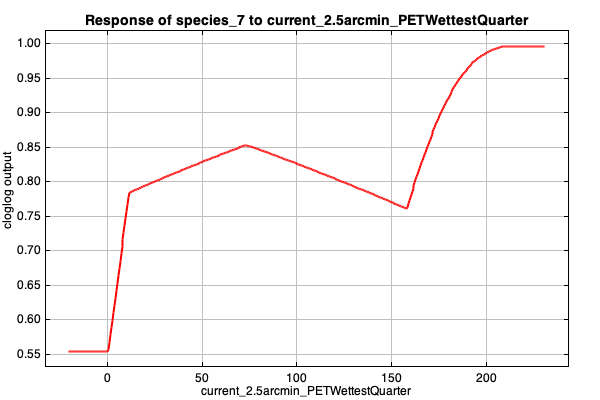 Response of species_7 to current_2.5arcmin_PETWettestQuarter
1.00
0.95
0.90
0.85
0.80
0.75
0.70
0.65
0.60
0.55
cloglog output
0 50 100 150 200
current_2.5arcmin_PETWettestQuarter